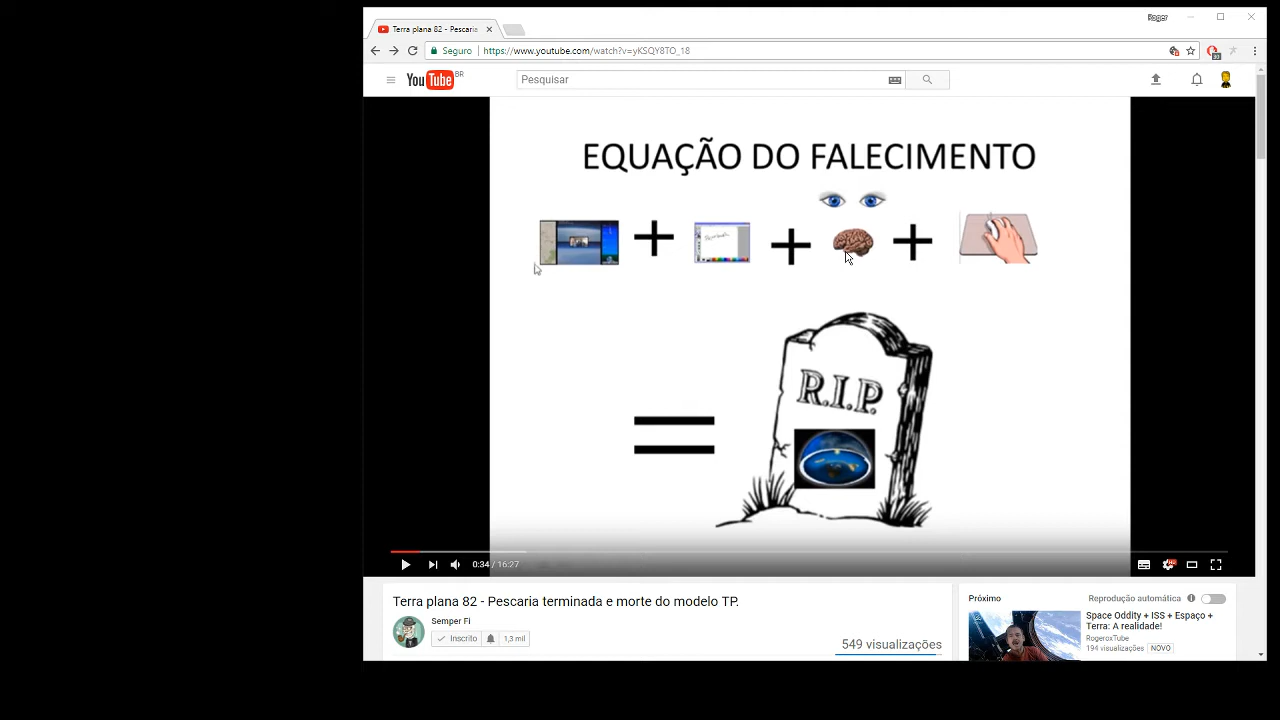 Roger
Terra plana 82 - Pescaria
Seguro
https://www.youtube.com/watch?v=yKSQY8TO_18
YouTube BR
Pesquisar
EQUAÇÃO DO FALECIMENTO
+ + +
=
R.I.P.
0:34 / 16:27
Terra plana 82 - Pescaria terminada e morte do modelo TP.
Semper Fi
Inscrito 1,3 mil
549 visualizações
Próximo
Reprodução automática
Space Oddity + ISS + Espaço +
Terra: A realidade!
RogeroxTube
194 visualizações NOVO